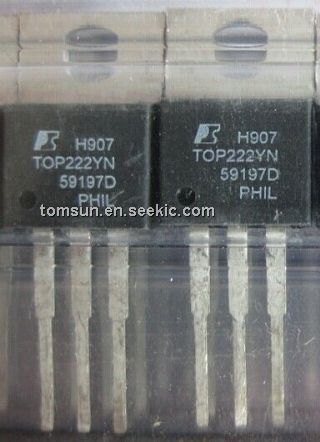 H907
TOP222YN
59197D
PHIL
H907
TOP222YN
59197D
PHIL
tomsun.en.seekic.com